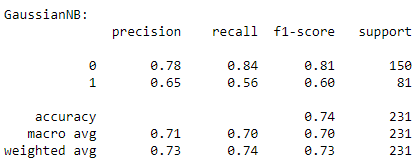 GaussianNB:
precision recall f1-score support
0 0.78 0.84 0.81 150
1 0.65 0.56 0.60 81
accuracy 0.74 231
macro avg 0.71 0.70 0.70 231
weighted avg 0.73 0.74 0.73 231